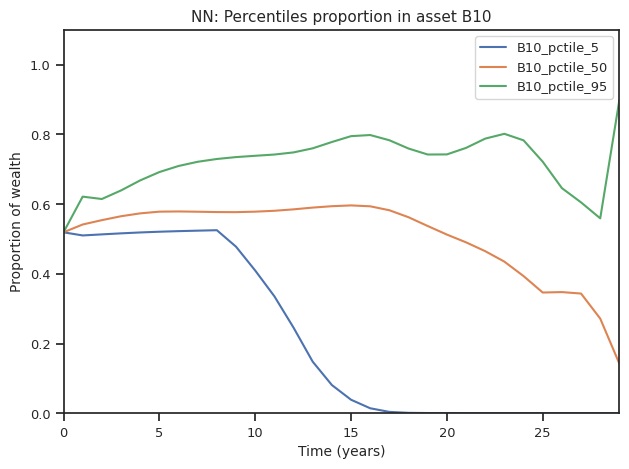 NN: Percentiles proportion in asset B10
B10_pctile_5
B10_pctile_50
B10_pctile_95
Proportion of wealth
1.0
0.8
0.6
0.4
0.2
0.0
0 5 10 15 20 25
Time (years)